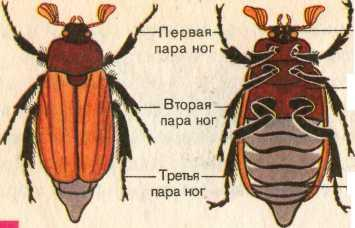 Первая
пара ног
Вторая
пара ног
Третья
пара ног